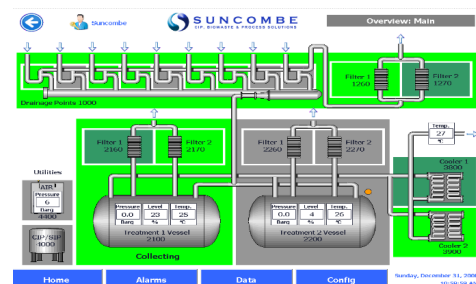 Suncombe
SUNCOMBE
CIP, BIOWASTE & PROCESS SOLUTIONS
Overview: Main
Filter 1
1260
Filter 2
1270
Drainage Points 1000
Temp.
27
°C
Filter 1
2160
Filter 2
2170
Filter 1
2260
Filter 2
2270
Cooler 1
3800
Utilities
AIR
Pressure
6
Barg
4400
Pressure
0.0
Barg
Level
23
%
Temp.
25
°C
Pressure
0.0
Barg
Level
4
%
Temp.
26
°C
CIP/SIP
4000
Treatment 1 Vessel
2100
Treatment 2 Vessel
2200
Cooler 2
3900
Collecting
Home
Alarms
Data
Config
Sunday, December 31, 200